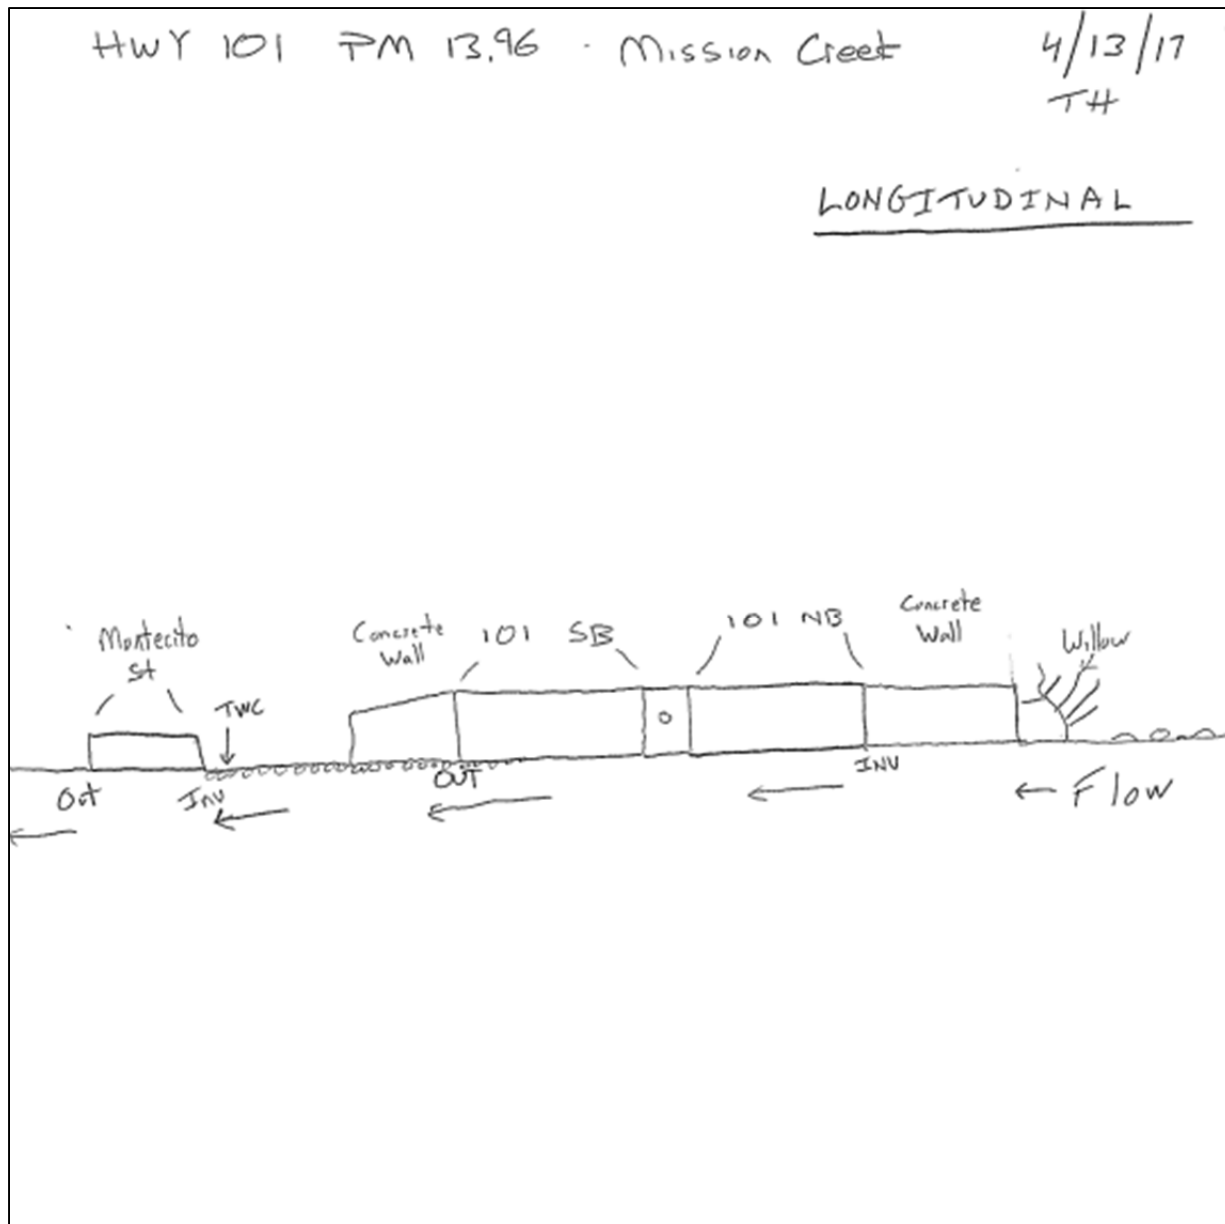 HWY 101 PM 13.96 - Mission Creek 4/13/17
TH
LONGITUDINAL
Montecito
St
TWC
Concrete
Wall
101 SB
101 NB
Concrete
Wall
Willow
Out
Inv
OUT
INV
← Flow